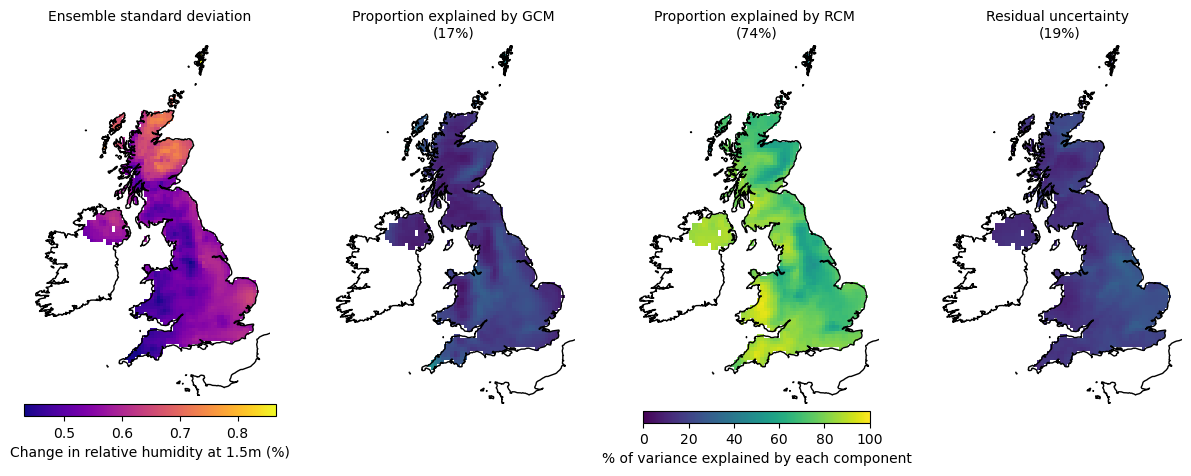 Ensemble standard deviation
Proportion explained by GCM
(17%)
Proportion explained by RCM
(74%)
Residual uncertainty
(19%)
0.5 0.6 0.7 0.8
Change in relative humidity at 1.5m (%)
0 20 40 60 80 100
% of variance explained by each component